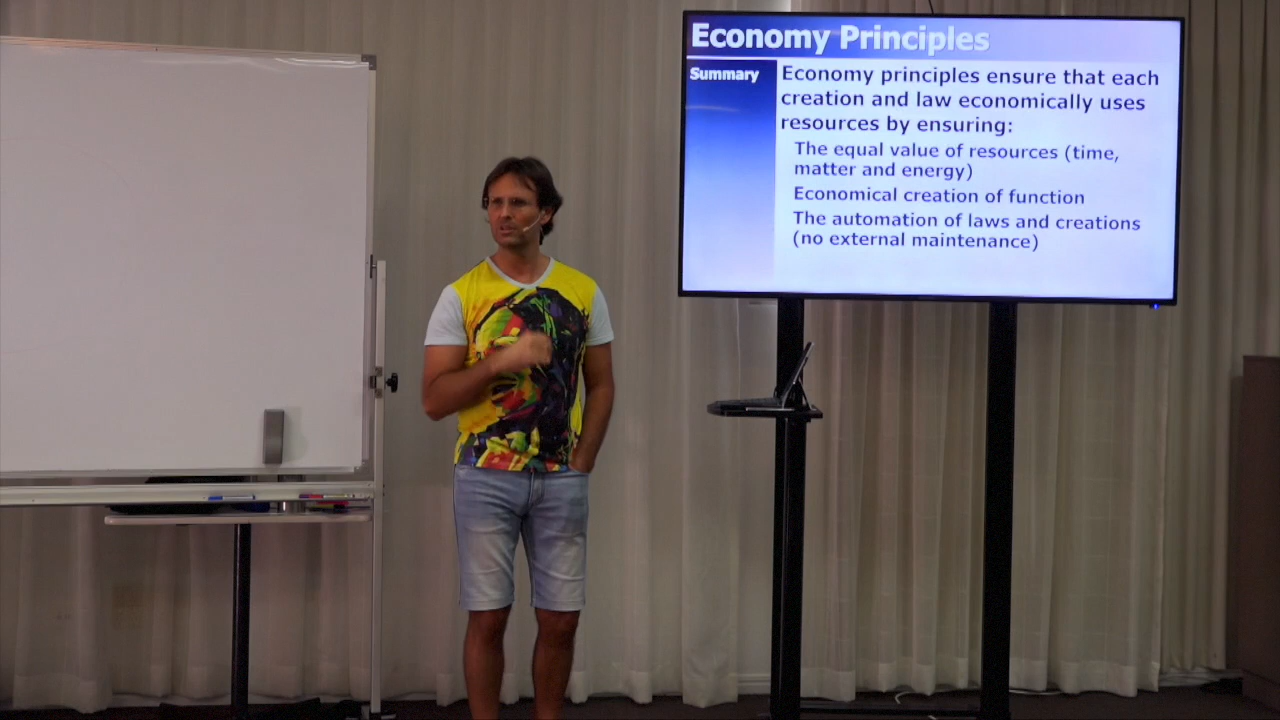 Economy Principles
Summary
Economy principles ensure that each
creation and law economically uses
resources by ensuring:
The equal value of resources (time,
matter and energy)
Economical creation of function
The automation of laws and creations
(no external maintenance)